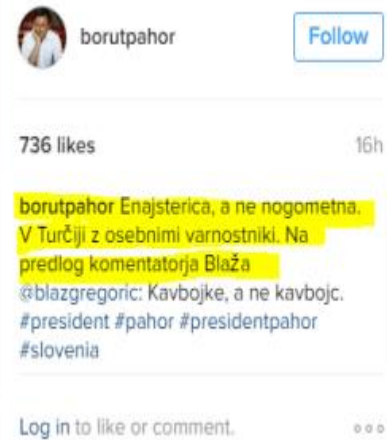 borutpahor
Follow
736 likes
16h
borutpahor Enajsterica, a ne nogometna.
V Turčiji z osebnimi varnostniki. Na
predlog komentatorja Blaža
@blazgregoric: Kavbojke, a ne kavbojc.
#president #pahor #presidentpahor
#slovenia
Log in to like or comment.